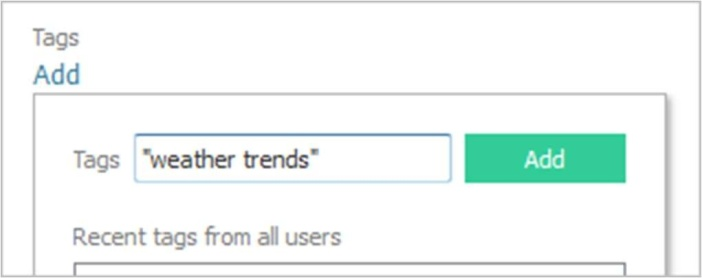 Tags
Add
Tags "weather trends" Add
Recent tags from all users